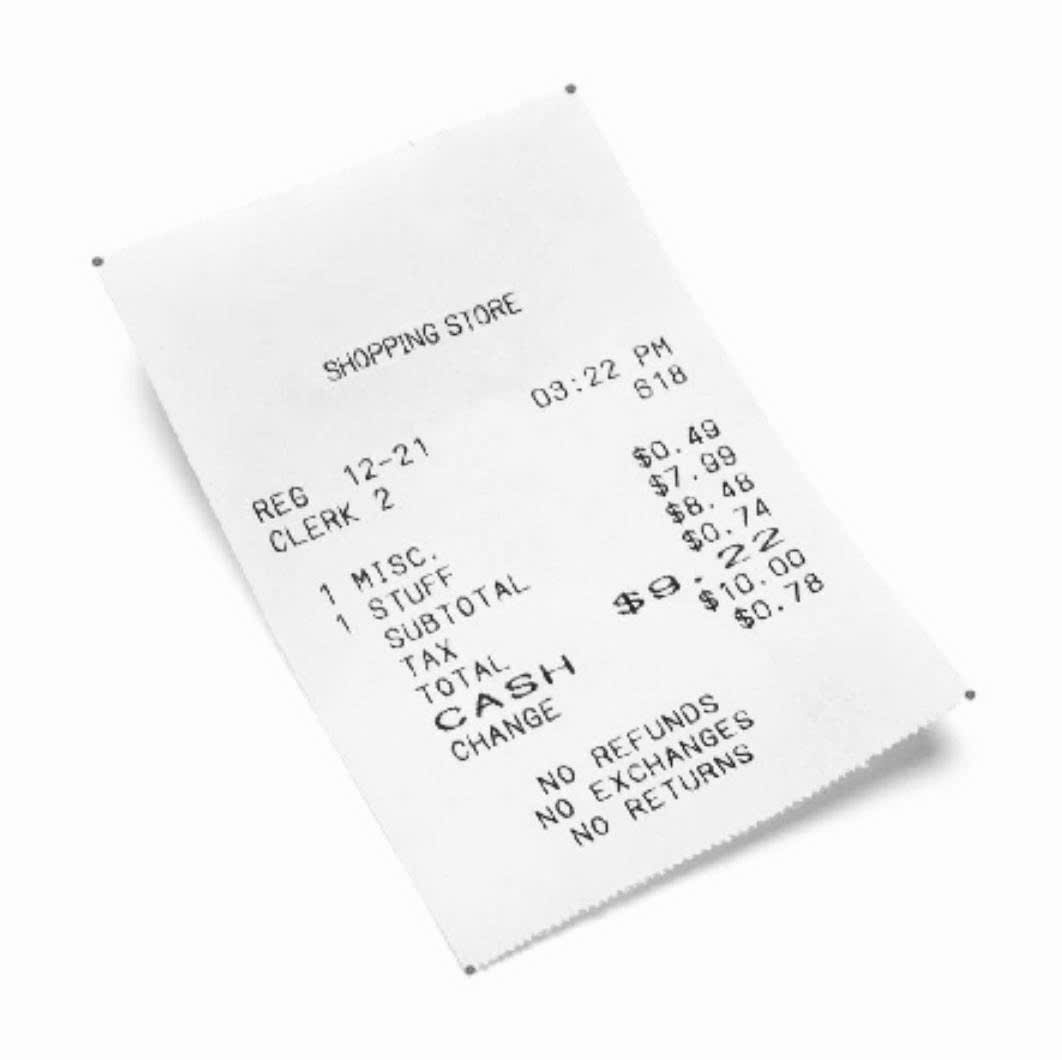 SHOPPING STORE
REG 12-21 03:22 PM
CLERK 2 618
1 MISC. $0.49
1 STUFF $7.99
SUBTOTAL $8.48
TAX $0.74
TOTAL $9.22
CASH $10.00
CHANGE $0.78
NO REFUNDS
NO EXCHANGES
NO RETURNS